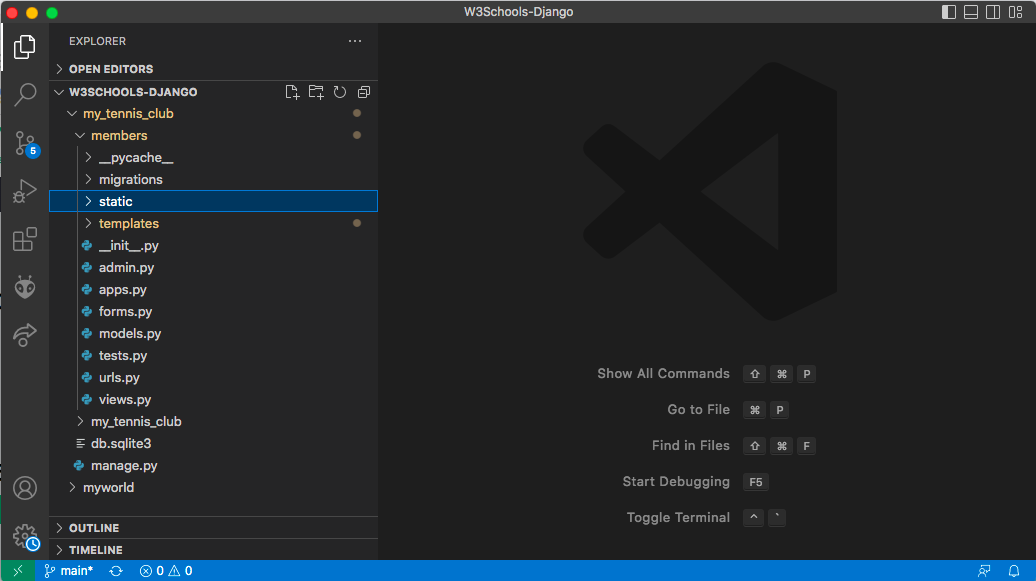 W3Schools-Django
EXPLORER
OPEN EDITORS
W3SCHOOLS-DJANGO
my_tennis_club
members
__pycache__
migrations
static
templates
__init__.py
admin.py
apps.py
forms.py
models.py
tests.py
urls.py
views.py
my_tennis_club
db.sqlite3
manage.py
myworld
OUTLINE
TIMELINE
5
Show All Commands ⇧ ⌘ P
Go to File ⌘ P
Find in Files ⇧ ⌘ F
Start Debugging F5
Toggle Terminal ^ `
main* 0 0